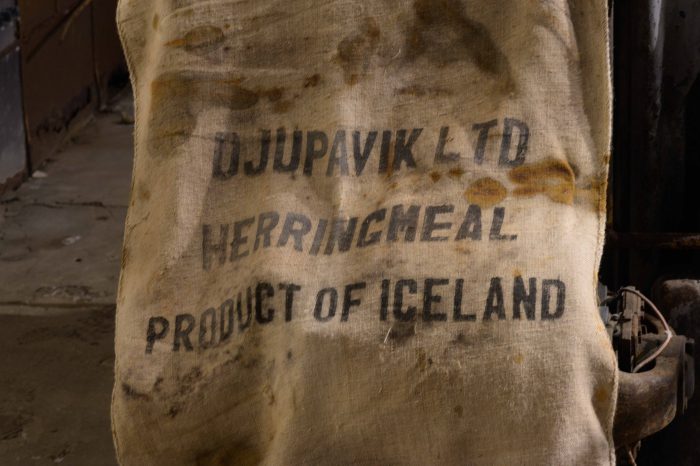 DJUPAVIK LTD
HERRINGMEAL
PRODUCT OF ICELAND